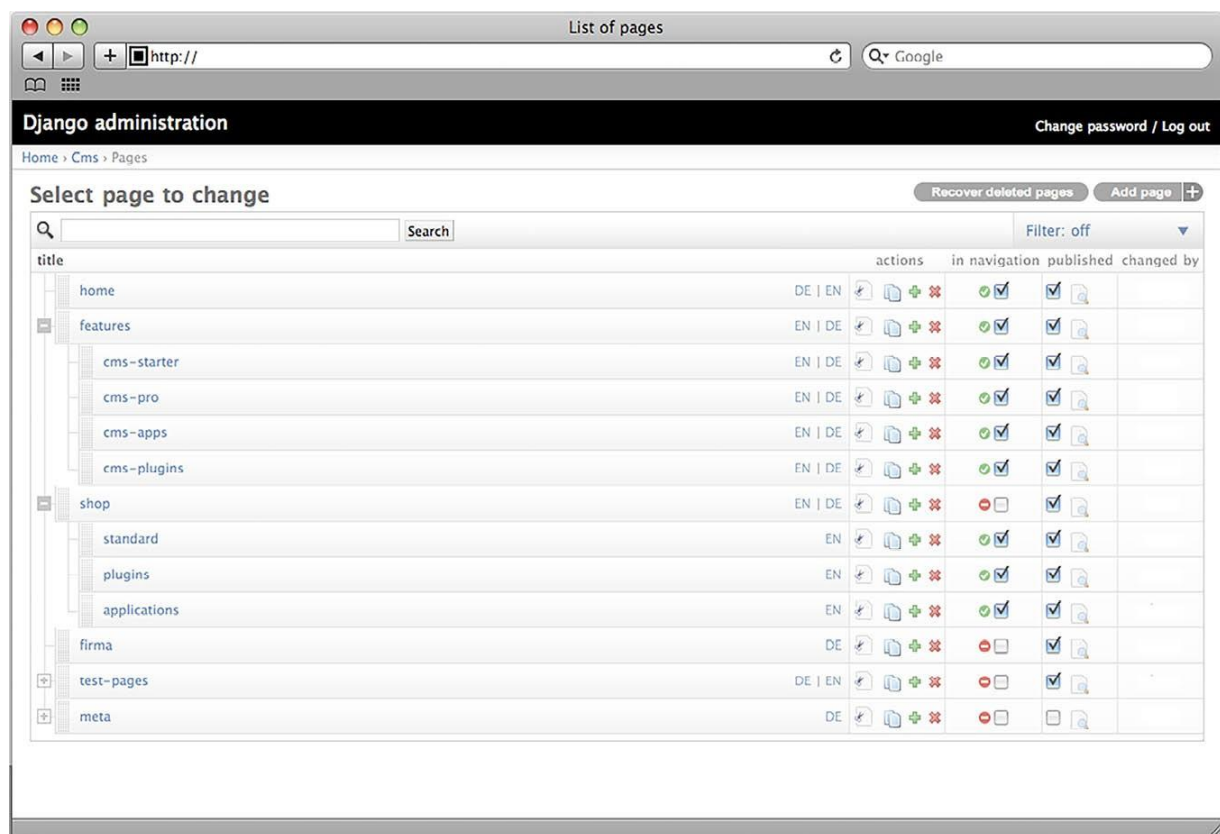 List of pages
http://
Google
Django administration
Change password / Log out
Home › Cms › Pages
Select page to change
Recover deleted pages
Add page
Search
Filter: off
title actions in navigation published changed by
home DE | EN
features EN | DE
cms-starter EN | DE
cms-pro EN | DE
cms-apps EN | DE
cms-plugins EN | DE
shop EN | DE
standard EN
plugins EN
applications EN
firma DE
test-pages DE | EN
meta DE